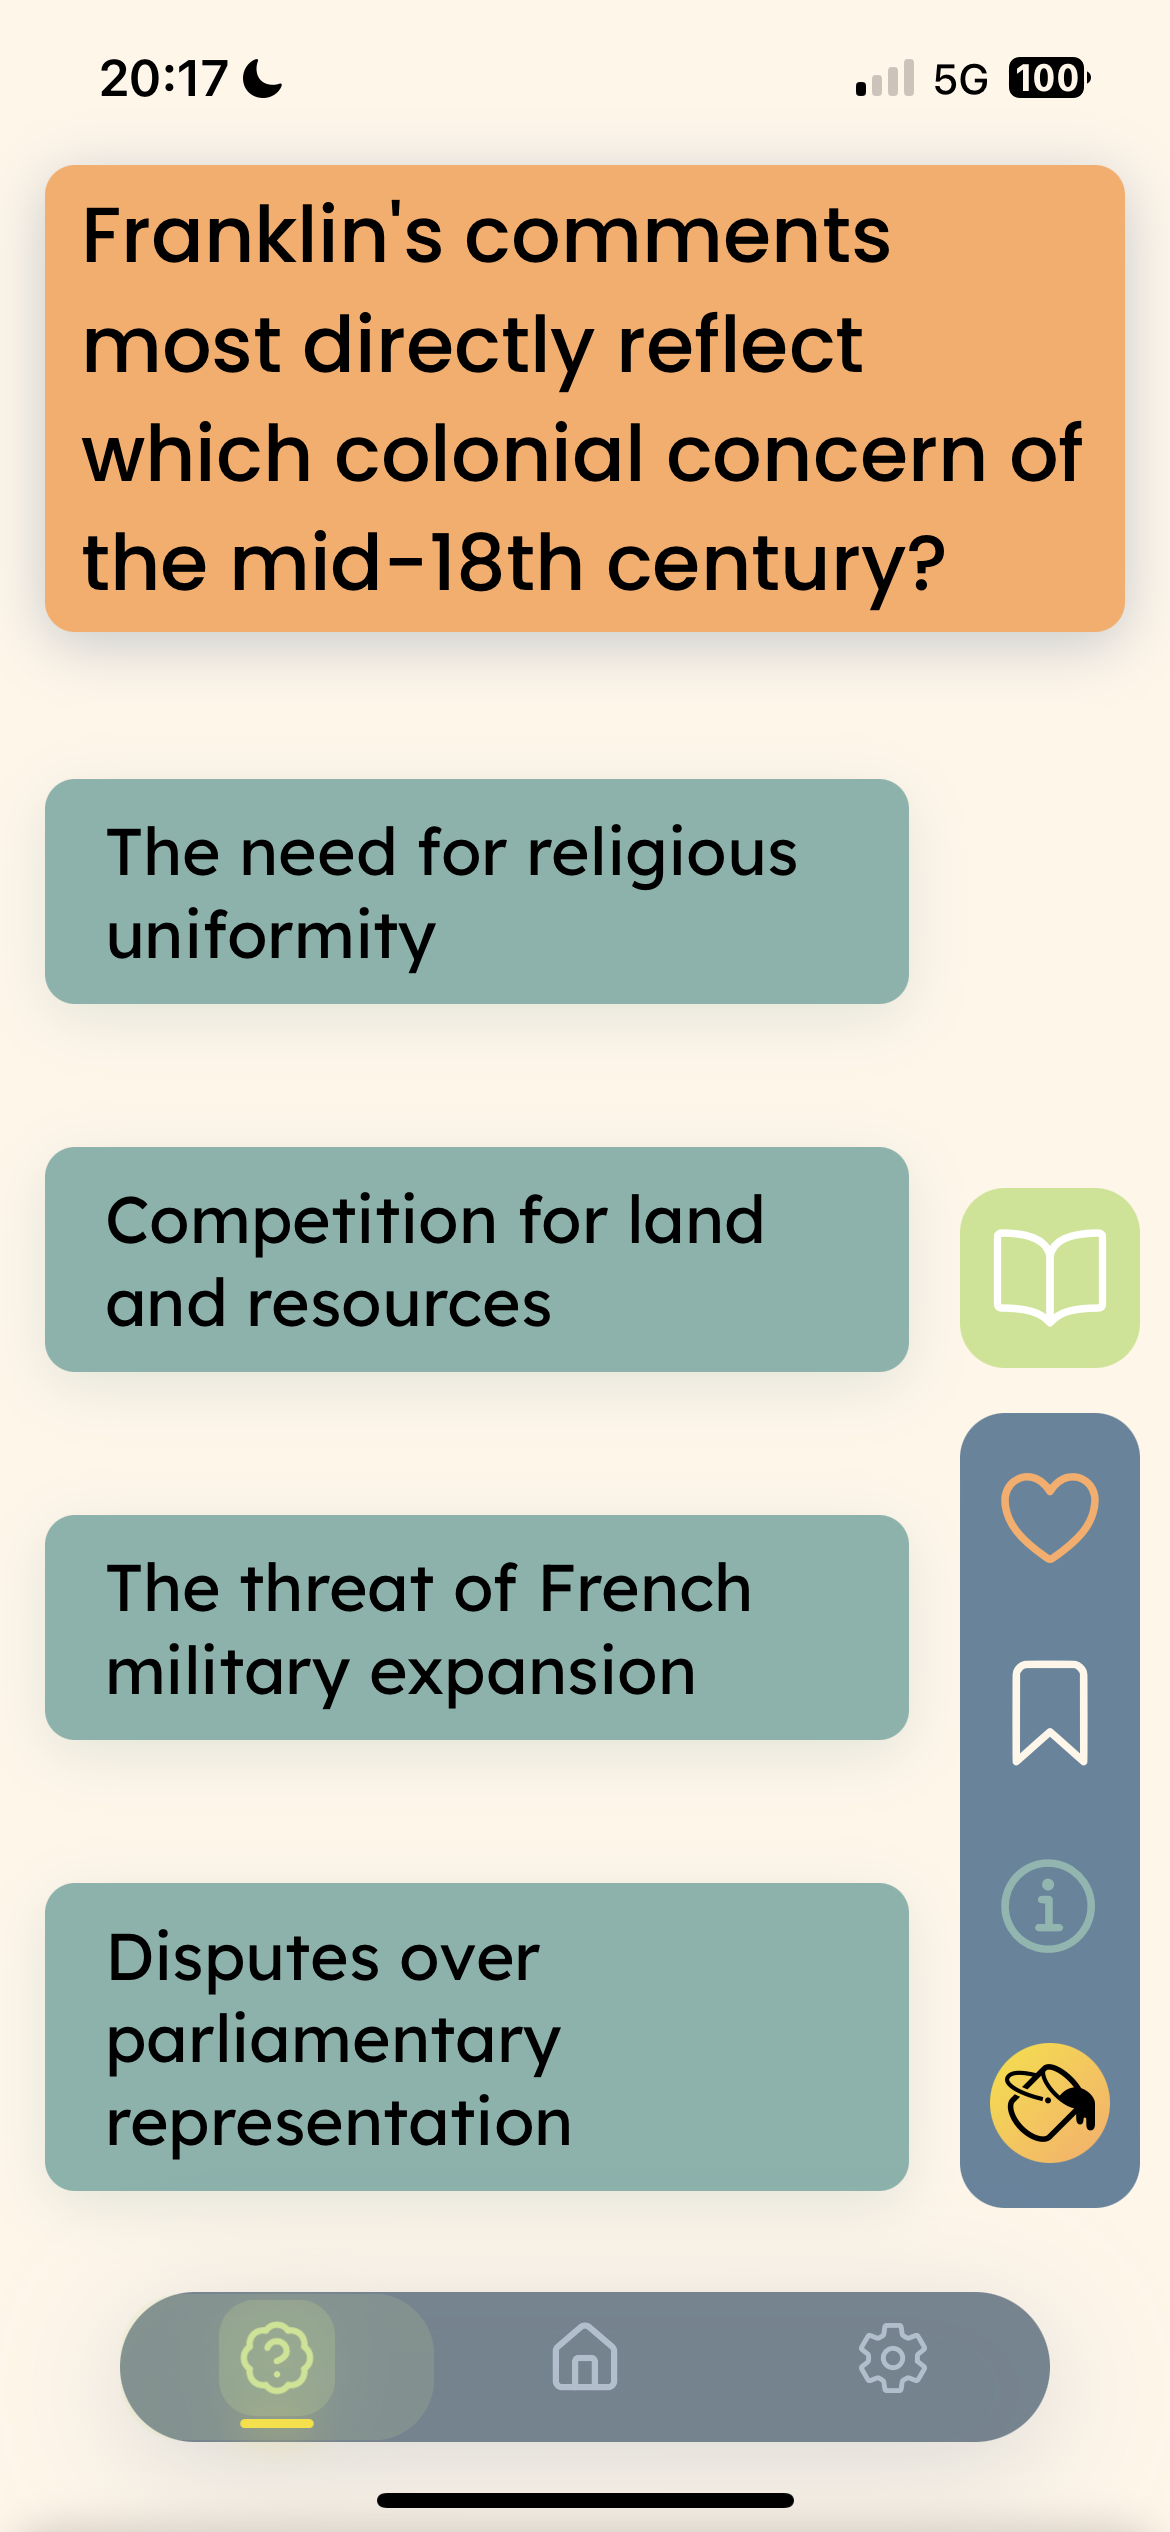 20:17
5G 100
Franklin's comments
most directly reflect
which colonial concern of
the mid-18th century?
The need for religious
uniformity
Competition for land
and resources
The threat of French
military expansion
Disputes over
parliamentary
representation